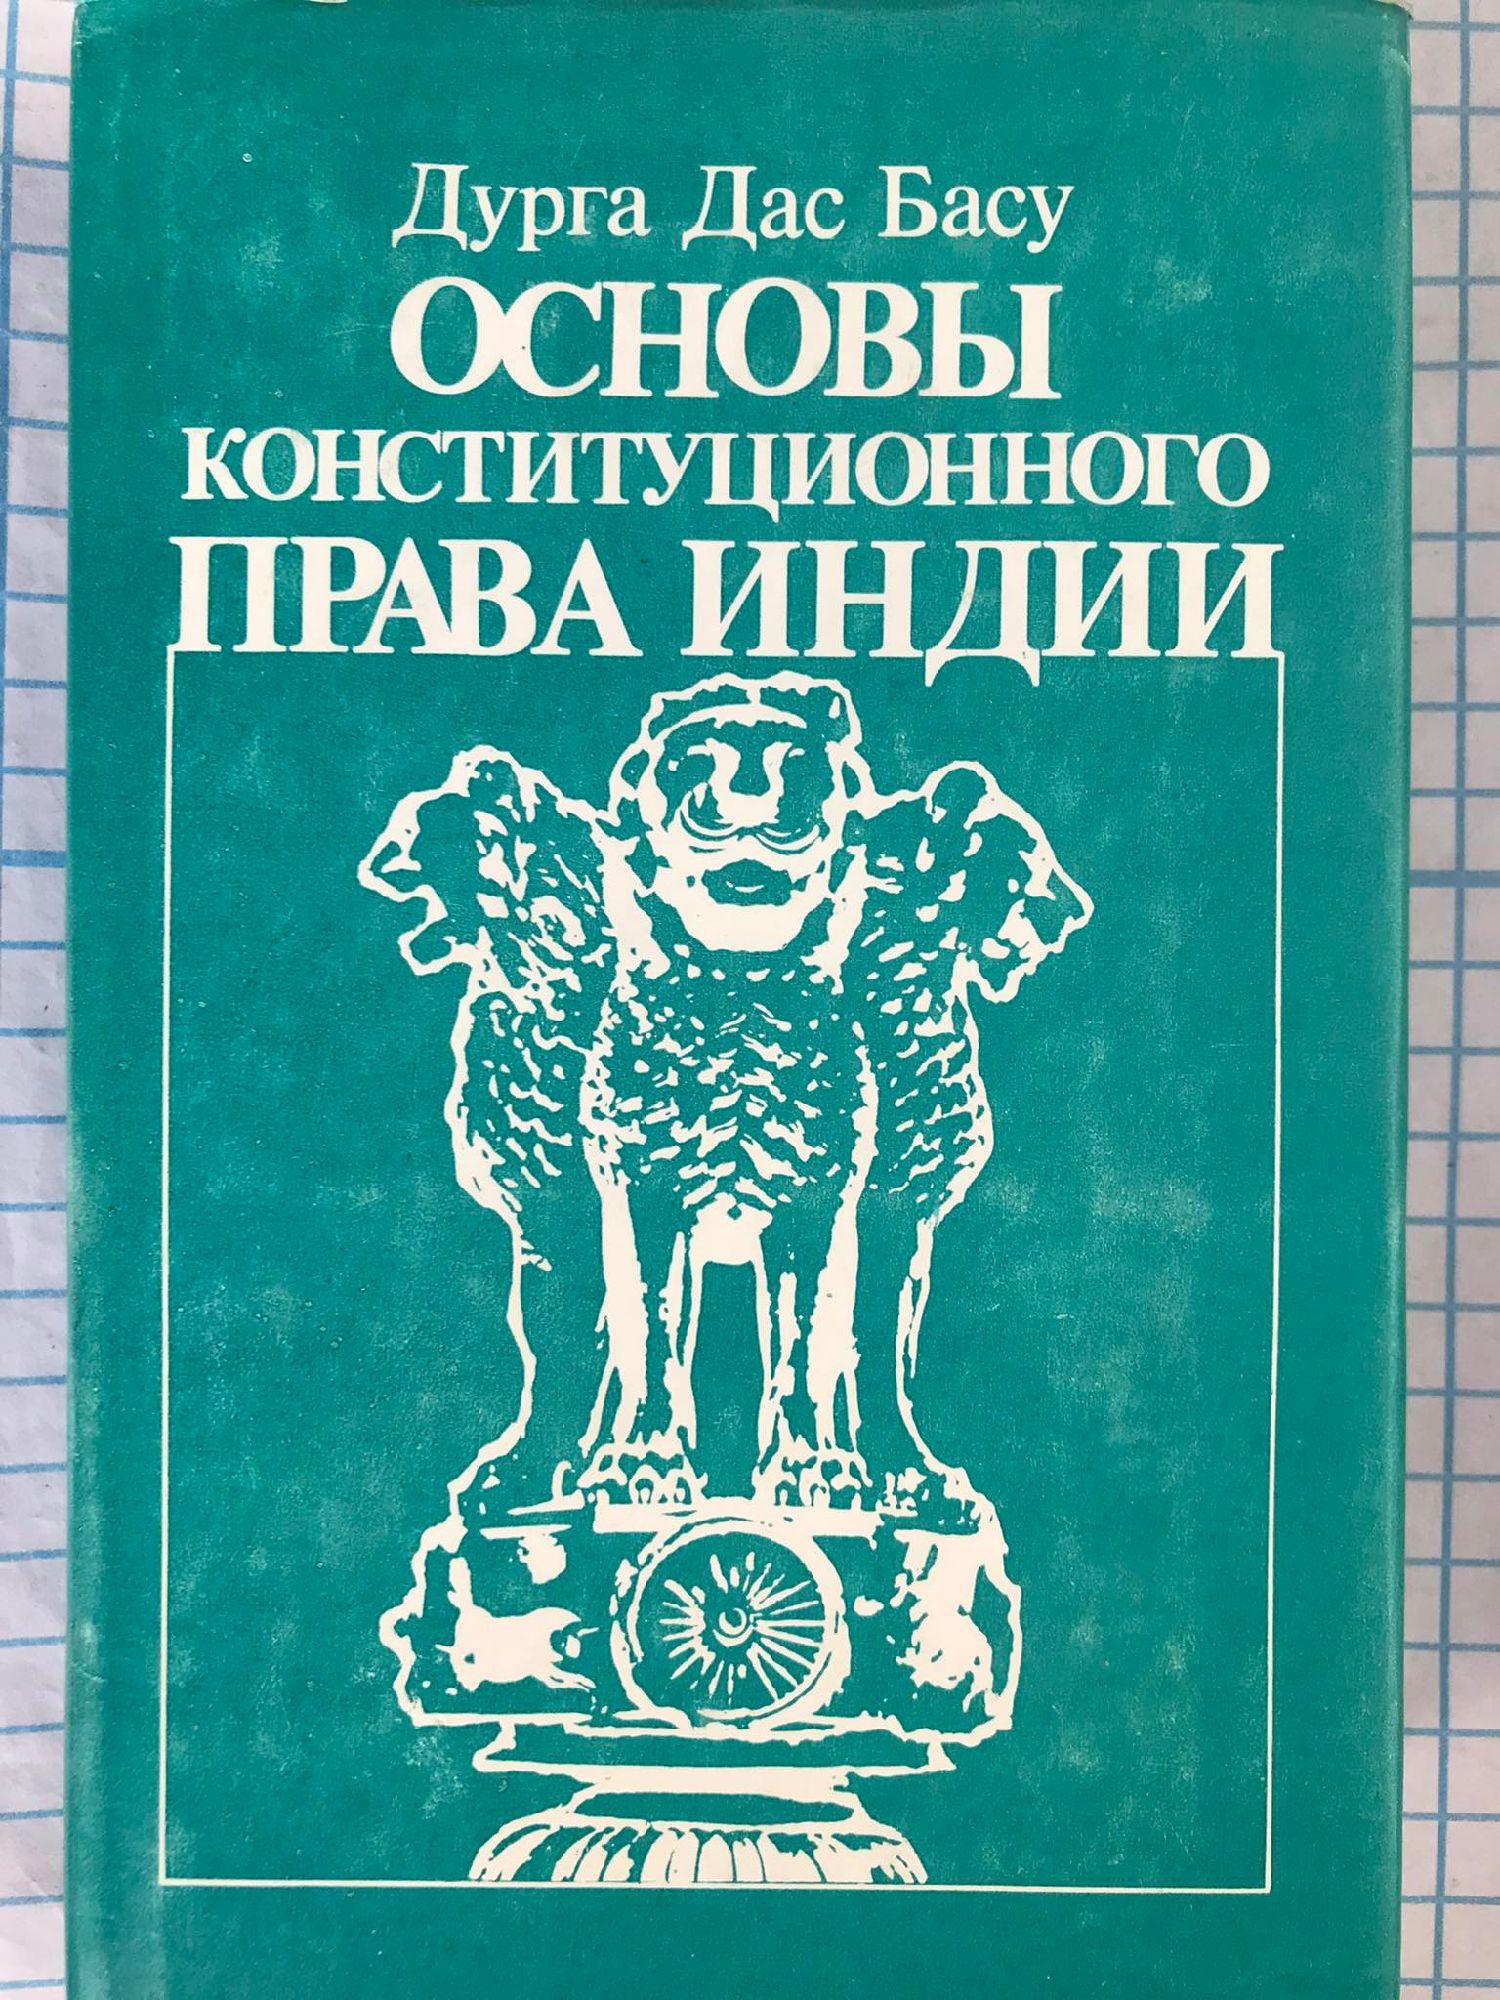 Дурга Дас Басу
ОСНОВЫ
КОНСТИТУЦИОННОГО
ПРАВА ИНДИИ